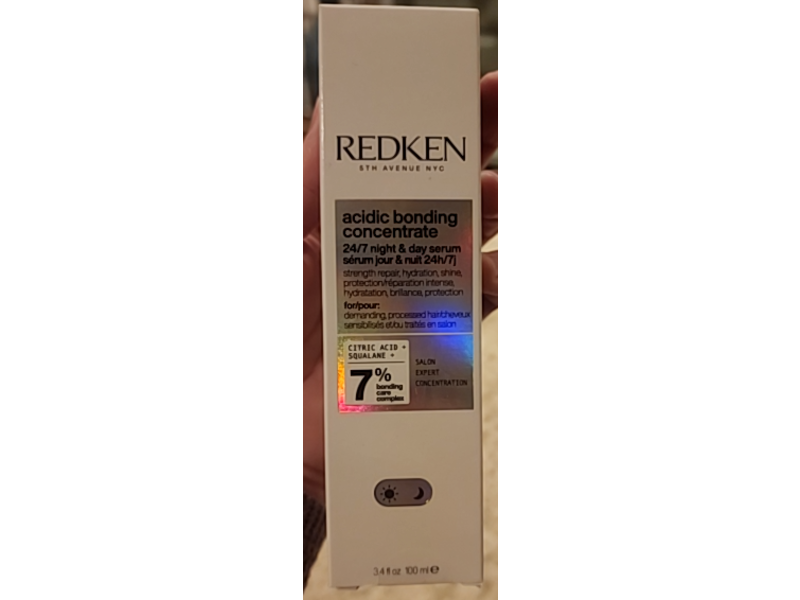 REDKEN
5TH AVENUE NYC
acidic bonding
concentrate
24/7 night & day serum
sérum jour & nuit 24h/7j
strength repair, hydration, shine,
protection/réparation intense,
hydratation, brillance, protection
for/pour:
demanding, processed hair/cheveux
sensibilisés et/ou traités en salon
CITRIC ACID +
SQUALANE +
7%
bonding
care
complex
SALON
EXPERT
CONCENTRATION
3.4 fl oz 100 ml e